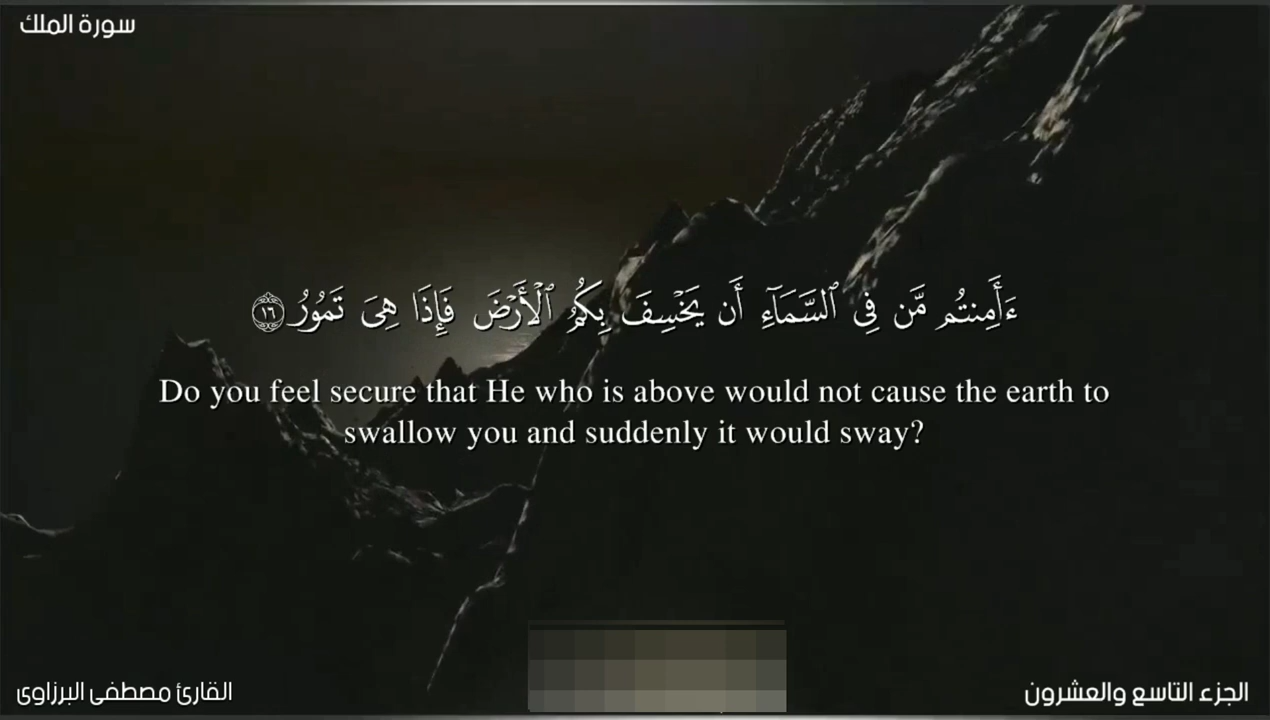 سورة الملك
ءَأَمِنتُم مَّن فِى ٱلسَّمَآءِ أَن يَخْسِفَ بِكُمُ ٱلْأَرْضَ فَإِذَا هِىَ تَمُورُ ١٦
Do you feel secure that He who is above would not cause the earth to
swallow you and suddenly it would sway?
الجزء التاسع والعشرون
القارئ مصطفى البرزاوى